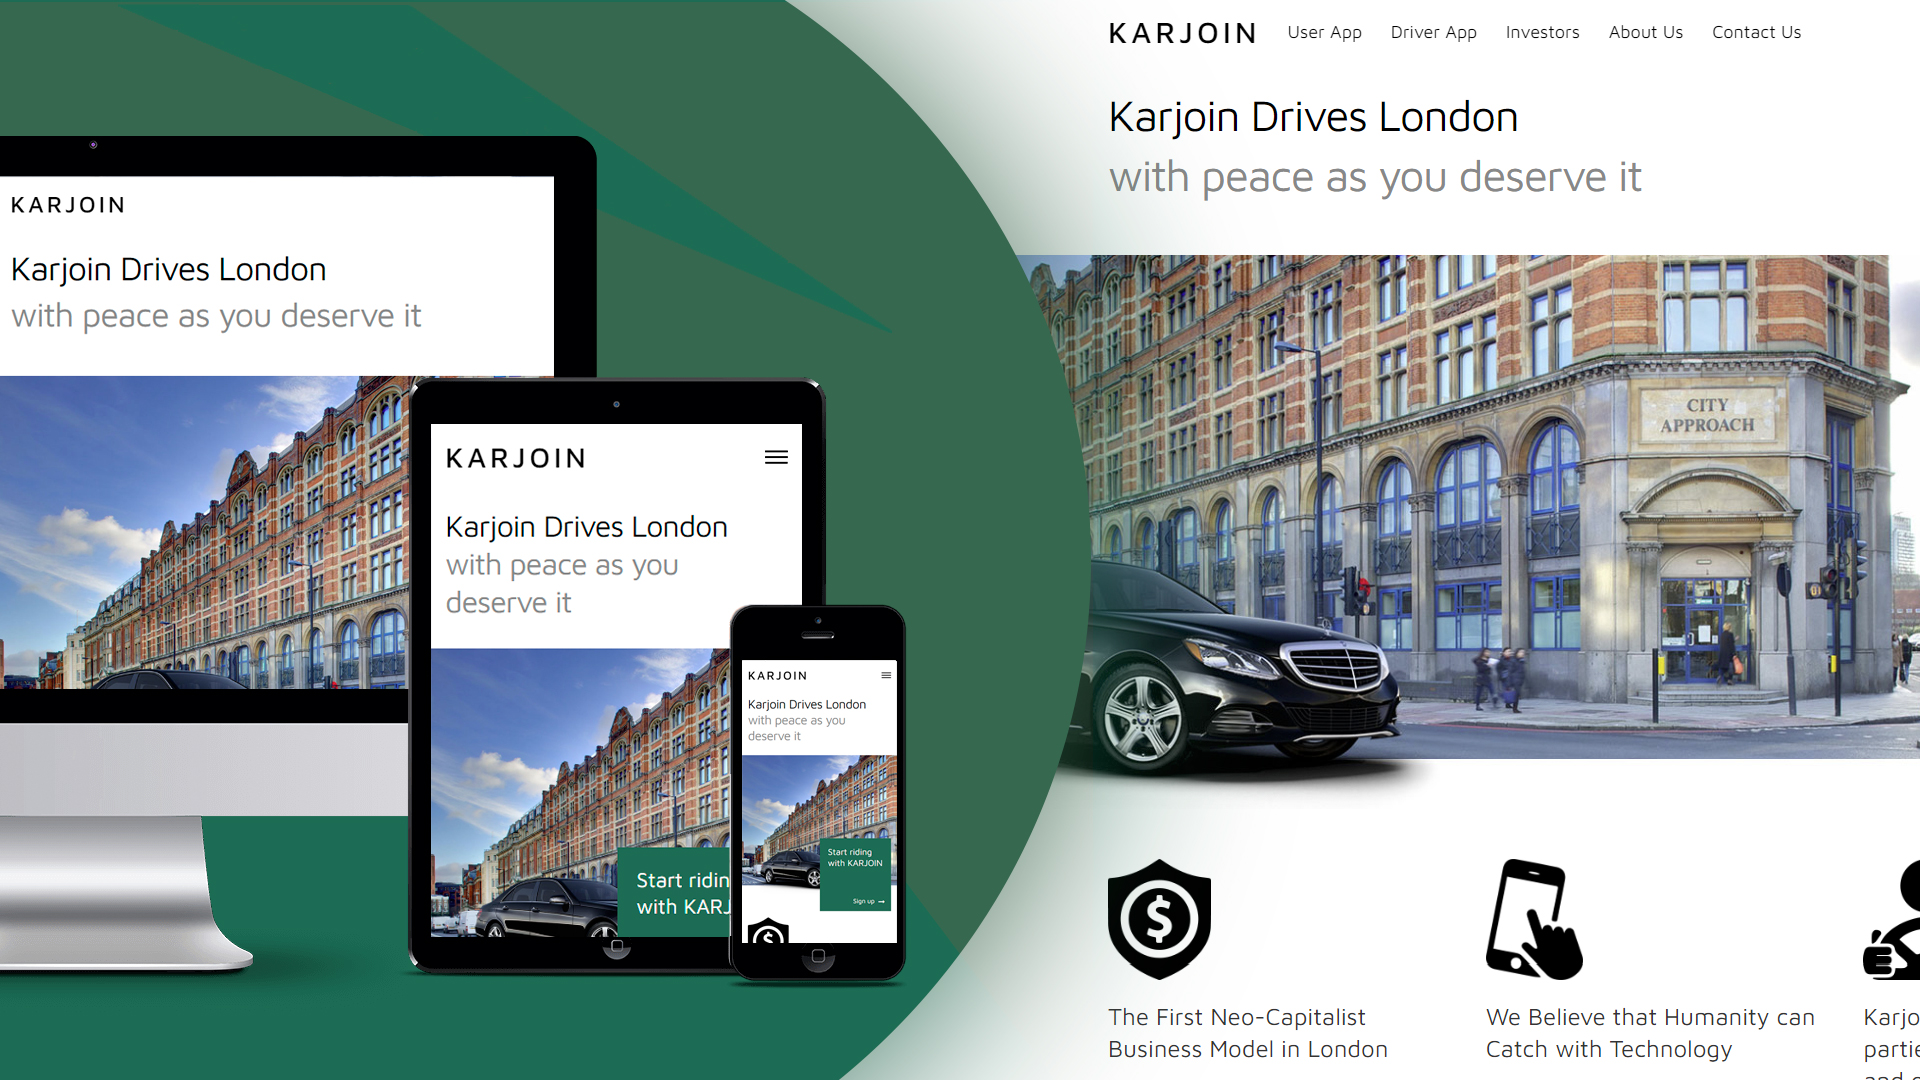 KARJOIN
Karjoin Drives London
with peace as you deserve it
KARJOIN
Karjoin Drives London
with peace as you
deserve it
Start ridin
with KARJ
KARJOIN
Karjoin Drives London
with peace as you
deserve it
Start riding
with KARJOIN
Sign up →
KARJOIN User App Driver App Investors About Us Contact Us
Karjoin Drives London
with peace as you deserve it
CITY
APPROACH
The First Neo-Capitalist
Business Model in London
We Believe that Humanity can
Catch with Technology
Karjo
partie